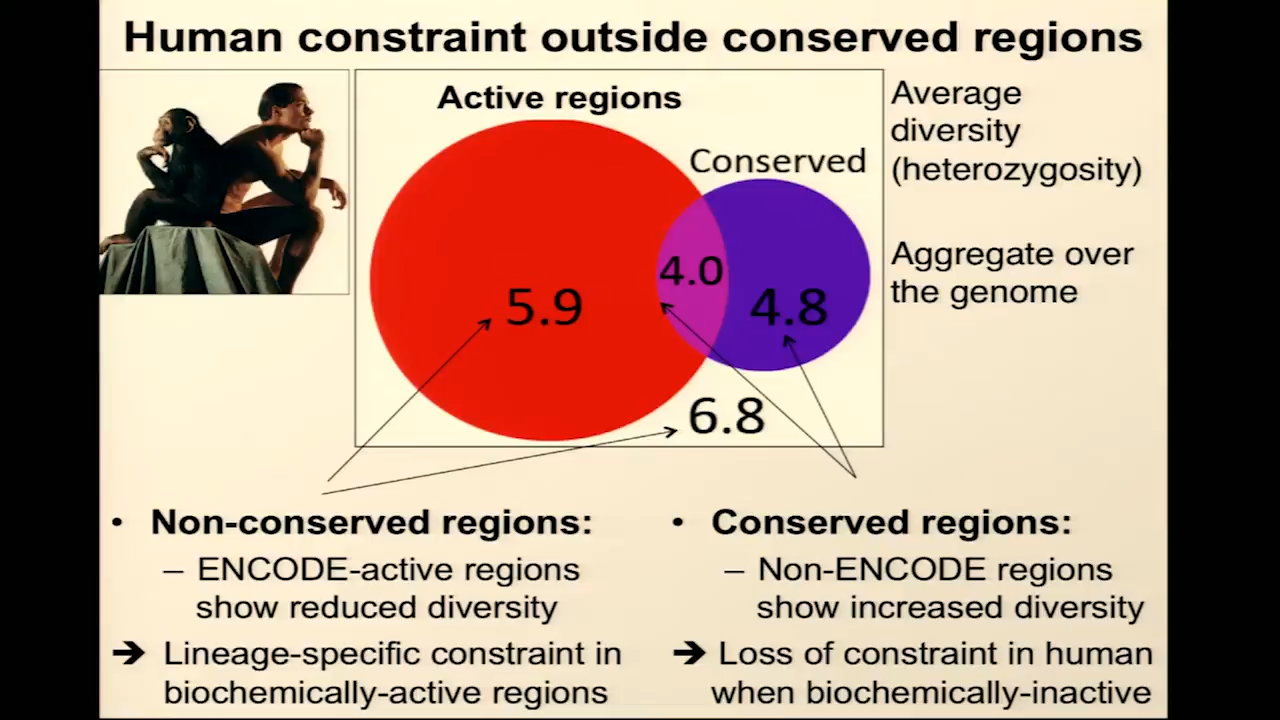 Human constraint outside conserved regions
Active regions
Conserved
5.9
4.0
4.8
6.8
Average
diversity
(heterozygosity)
Aggregate over
the genome
• Non-conserved regions:
– ENCODE-active regions
show reduced diversity
➔ Lineage-specific constraint in
biochemically-active regions
• Conserved regions:
– Non-ENCODE regions
show increased diversity
➔ Loss of constraint in human
when biochemically-inactive